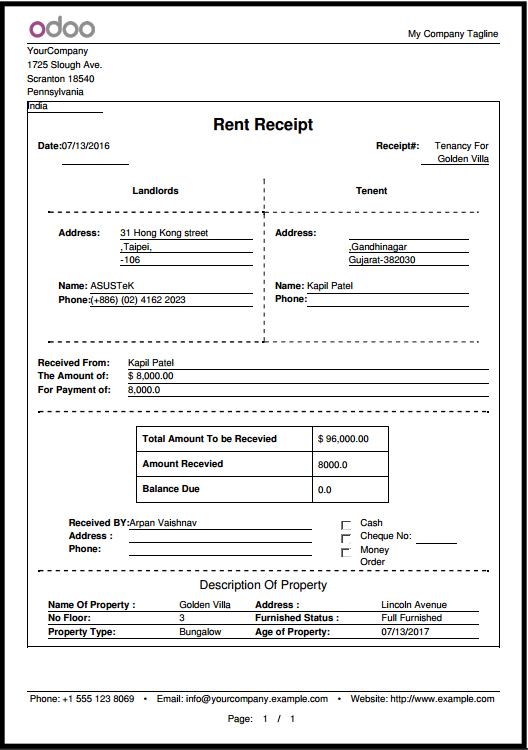 odoo
My Company Tagline
YourCompany
1725 Slough Ave.
Scranton 18540
Pennsylvania
India
Rent Receipt
Date:07/13/2016 Receipt#: Tenancy For
Golden Villa
Landlords Tenent
Address: 31 Hong Kong street Address:
,Taipei, ,Gandhinagar
-106 Gujarat-382030
Name: ASUSTeK Name: Kapil Patel
Phone:(+886) (02) 4162 2023 Phone:
Received From: Kapil Patel
The Amount of: $ 8,000.00
For Payment of: 8,000.0
Total Amount To be Recevied $ 96,000.00
Amount Recevied 8000.0
Balance Due 0.0
Received BY:Arpan Vaishnav Cash
Address : Cheque No:
Phone: Money
Order
Description Of Property
Name Of Property : Golden Villa Address : Lincoln Avenue
No Floor: 3 Furnished Status : Full Furnished
Property Type: Bungalow Age of Property: 07/13/2017
Phone: +1 555 123 8069 • Email: info@yourcompany.example.com • Website: http://www.example.com
Page: 1 / 1